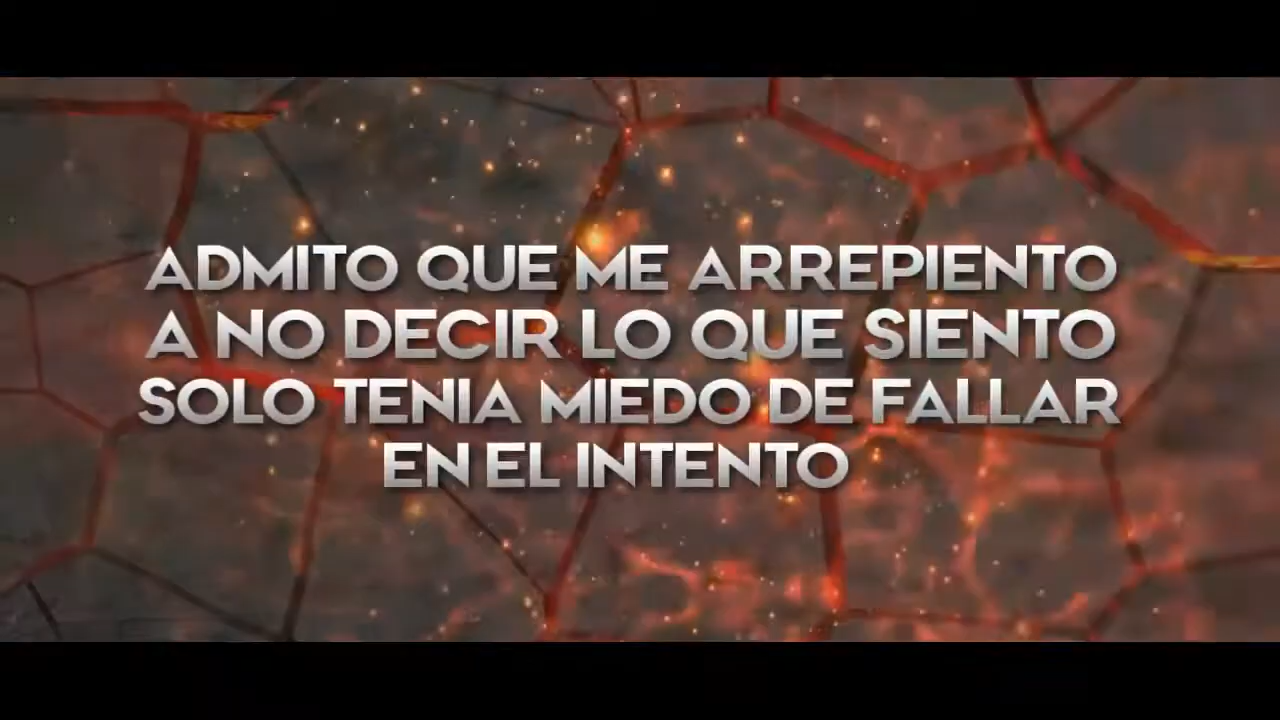 ADMITO QUE ME ARREPIENTO
A NO DECIR LO QUE SIENTO
SOLO TENIA MIEDO DE FALLAR
EN EL INTENTO